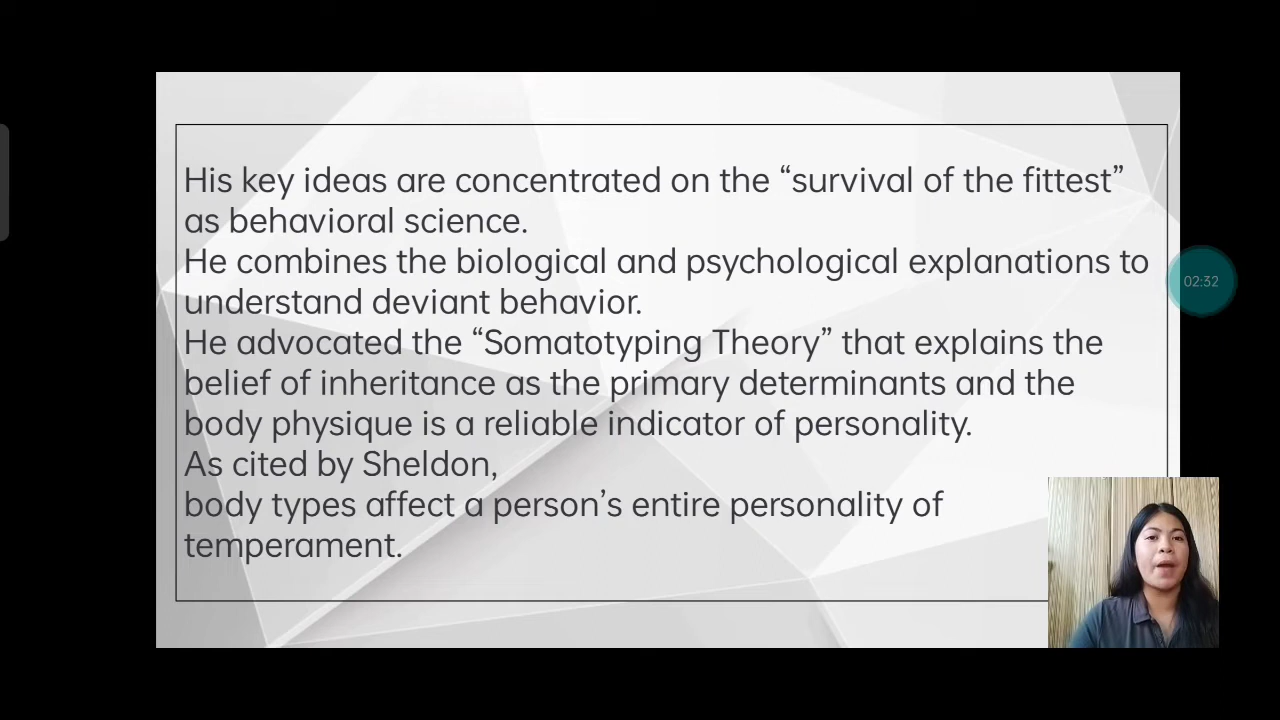 His key ideas are concentrated on the “survival of the fittest”
as behavioral science.
He combines the biological and psychological explanations to
understand deviant behavior.
He advocated the “Somatotyping Theory” that explains the
belief of inheritance as the primary determinants and the
body physique is a reliable indicator of personality.
As cited by Sheldon,
body types affect a person’s entire personality of
temperament.
02:32